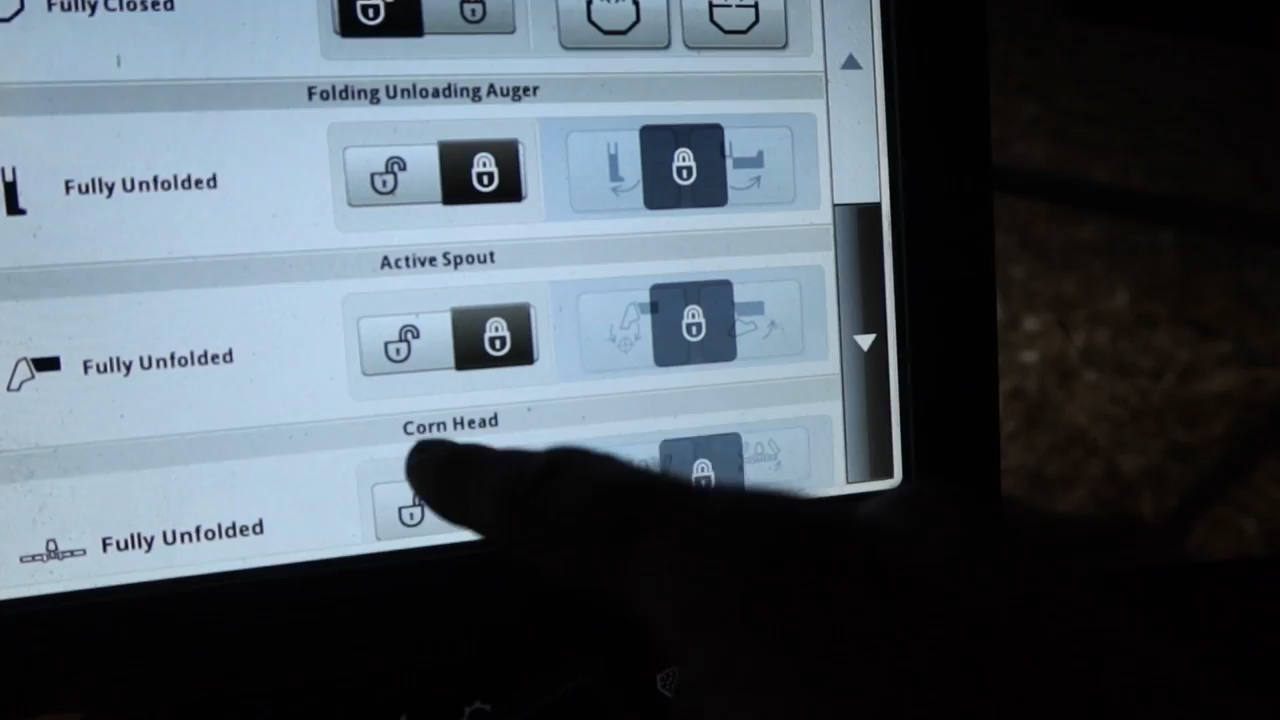 Fully Closed
Folding Unloading Auger
Fully Unfolded
Active Spout
Fully Unfolded
Corn Head
Fully Unfolded